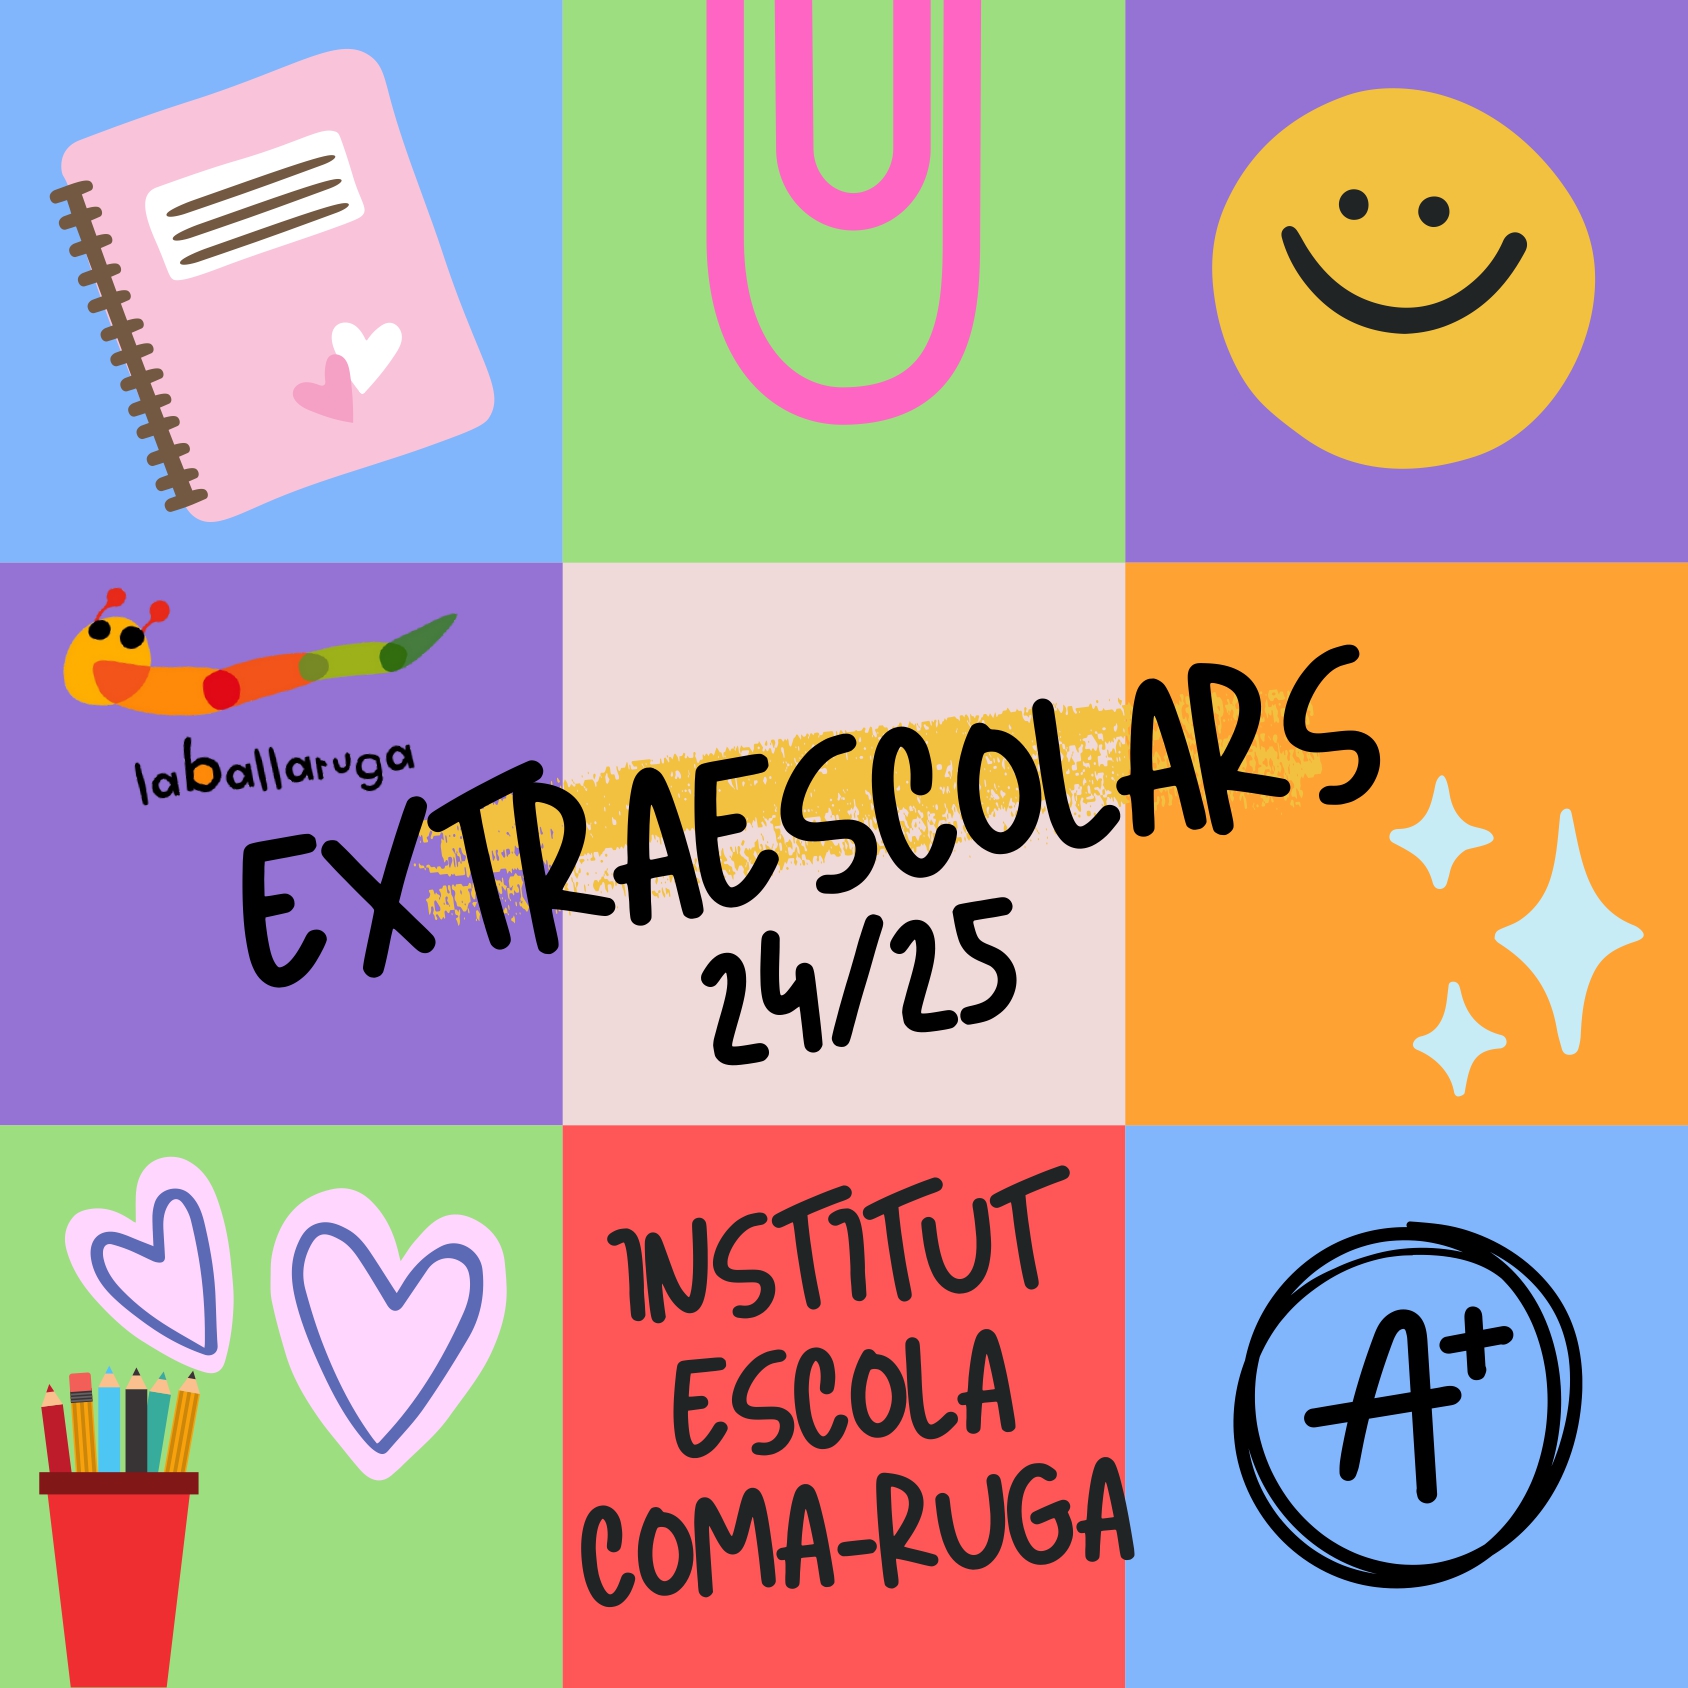 laballaruga
EXTRAESCOLARS
24/25
INSTITUT
ESCOLA
COMA-RUGA
A+